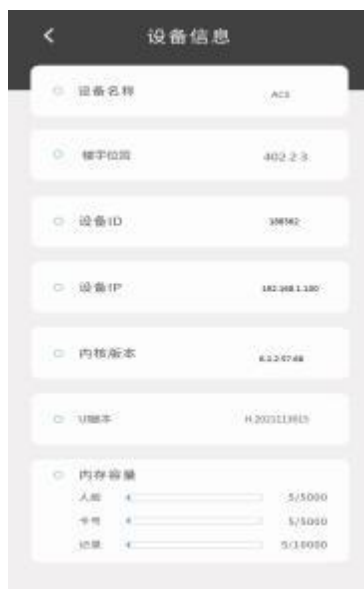 设备信息
设备名称
楼宇位置 402-2-3
设备ID
设备IP 192.168.1.100
内核版本
UI版本
内存容量
人脸 5/5000
卡号 5/5000
记录 5/10000